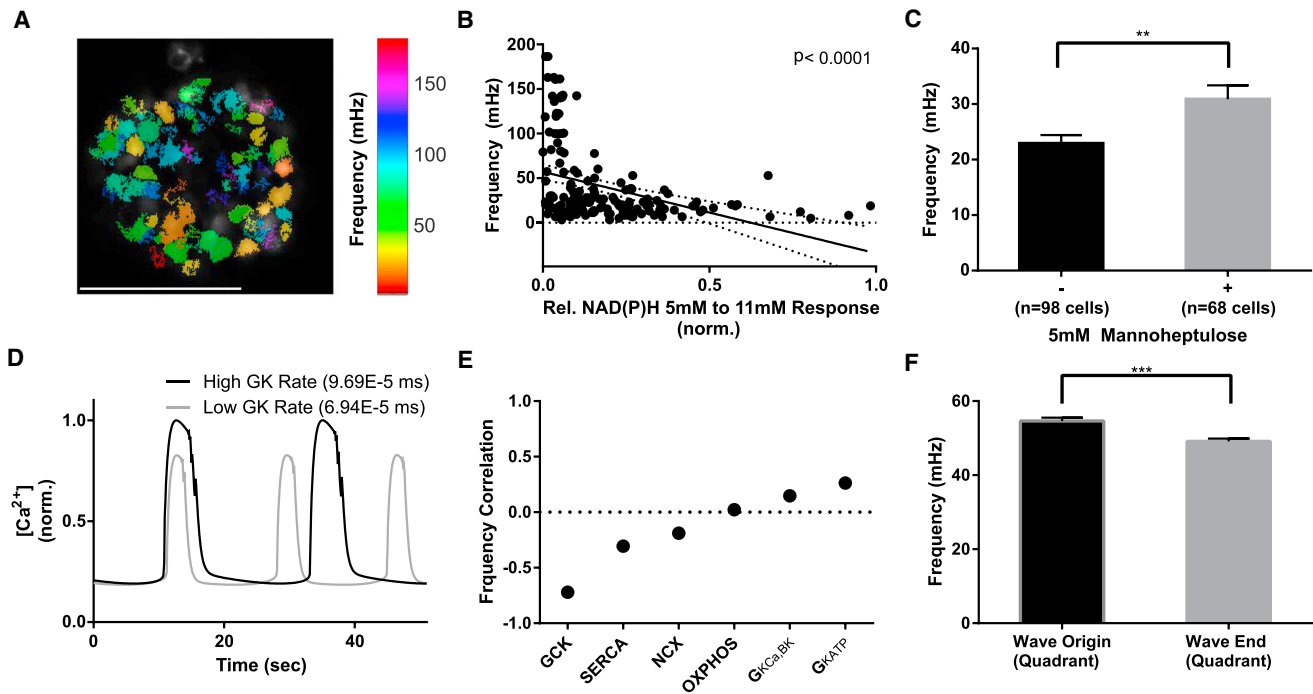 A
Frequency (mHz)
150
100
50
B
Frequency (mHz)
200
150
100
50
0
p< 0.0001
0.0
0.5
1.0
Rel. NAD(P)H 5mM to 11mM Response
(norm.)
C
Frequency (mHz)
40
30
20
10
0
**
-
+
(n=98 cells)
(n=68 cells)
5mM Mannoheptulose
D
High GK Rate (9.69E-5 ms)
Low GK Rate (6.94E-5 ms)
[Ca2+]
(norm.)
1.0
0.5
0.0
0
20
40
Time (sec)
E
Frquency Correlation
1.0
0.5
0.0
-0.5
-1.0
GCK
SERCA
NCX
OXPHOS
GKCa,BK
GKATP
F
Frequency (mHz)
60
40
20
0
***
Wave Origin
(Quadrant)
Wave End
(Quadrant)